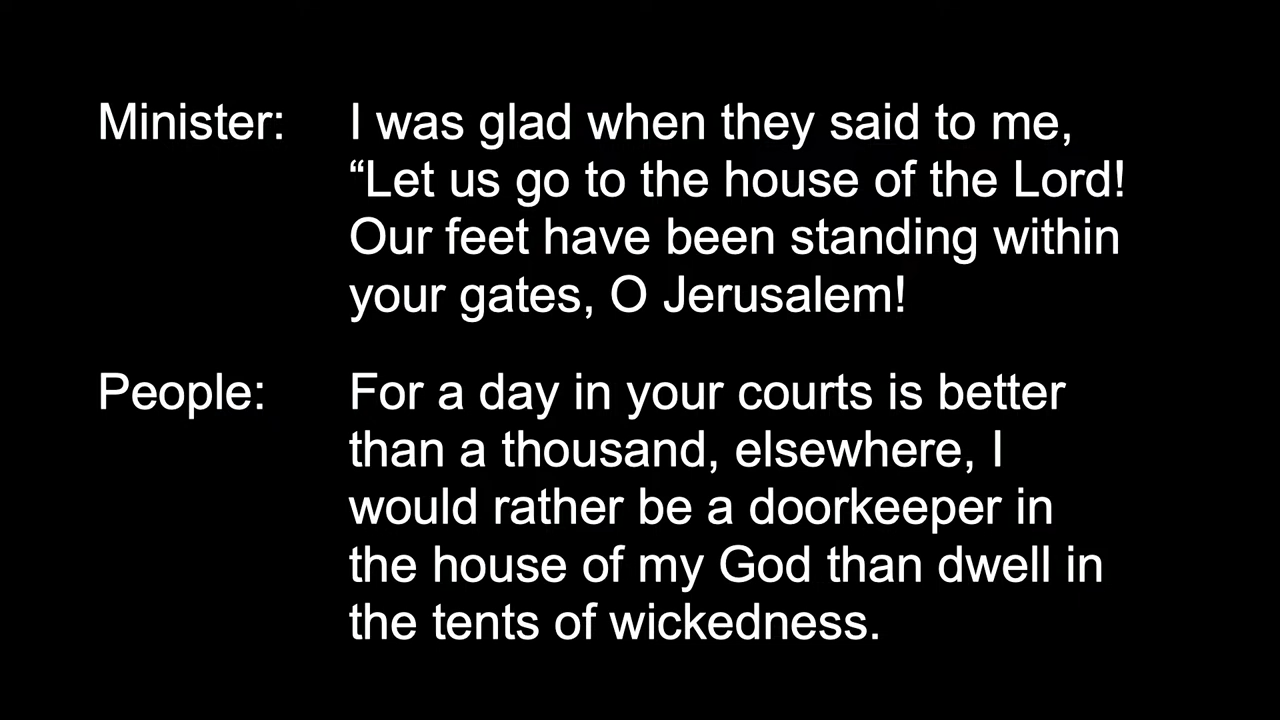 Minister: I was glad when they said to me,
“Let us go to the house of the Lord!
Our feet have been standing within
your gates, O Jerusalem!
People: For a day in your courts is better
than a thousand, elsewhere, I
would rather be a doorkeeper in
the house of my God than dwell in
the tents of wickedness.